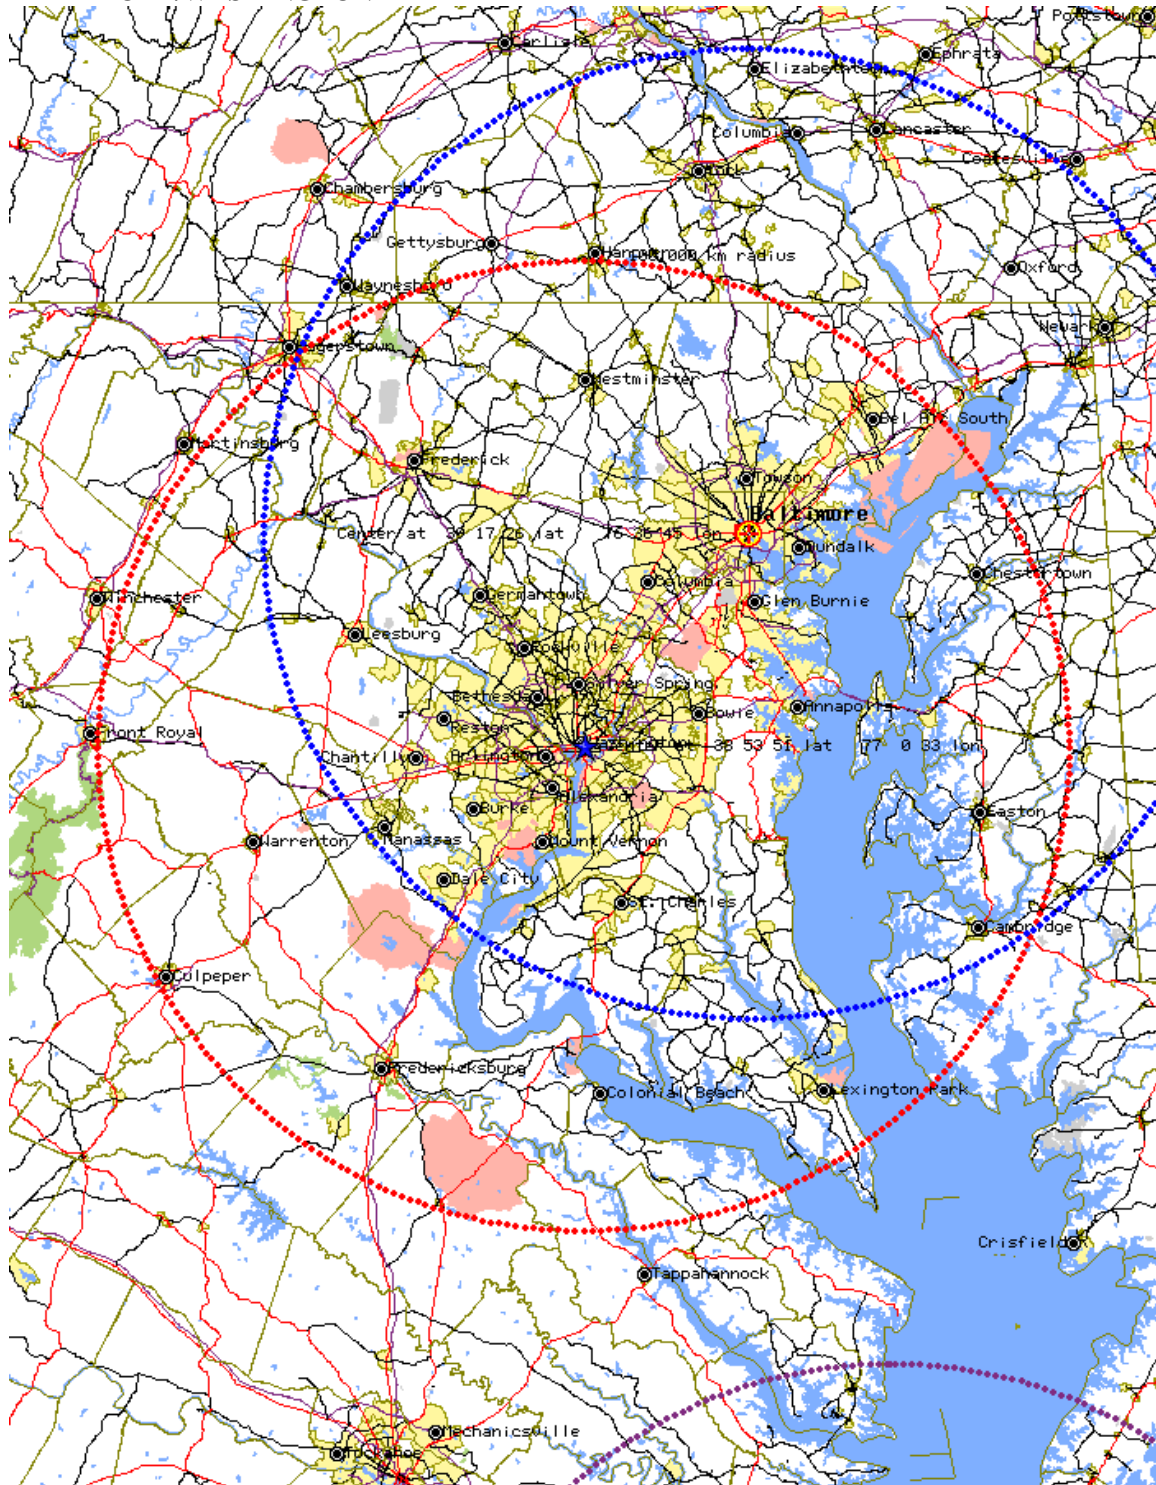 Pottstown
Carlisle
Ephrata
Elizabethtown
Columbia
Lancaster
Coatesville
York
Chambersburg
Gettysburg
Hanover
km radius
Oxford
Waynesboro
Newark
Hagerstown
Westminster
Bel Air South
Martinsburg
Frederick
Towson
Baltimore
Center at 39 17 26 lat 76 36 45 lon
Dundalk
Columbia
Chestertown
Germantown
Winchester
Glen Burnie
Leesburg
Rockville
Silver Spring
Bethesda
Annapolis
Reston
Bowie
Front Royal
38 53 51 lat 77 0 33 lon
Chantilly
Arlington
Alexandria
Burke
Easton
Manassas
Warrenton
Mount Vernon
Dale City
St. Charles
Cambridge
Culpeper
Fredericksburg
Colonial Beach
Lexington Park
Crisfield
Tappahannock
Mechanicsville
Tuckahoe